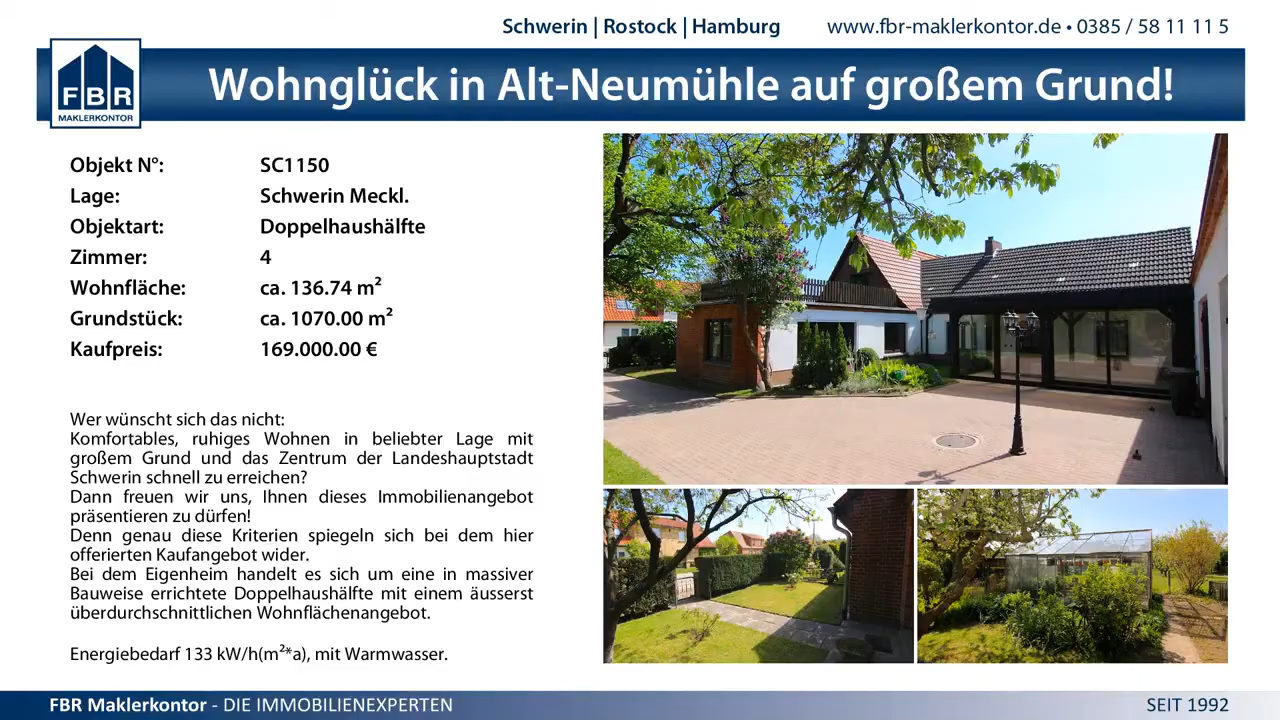 Schwerin | Rostock | Hamburg www.fbr-maklerkontor.de • 0385 / 58 11 11 5
FBR
MAKLERKONTOR
Wohnglück in Alt-Neumühle auf großem Grund!
Objekt N°: SC1150
Lage: Schwerin Meckl.
Objektart: Doppelhaushälfte
Zimmer: 4
Wohnfläche: ca. 136.74 m²
Grundstück: ca. 1070.00 m²
Kaufpreis: 169.000.00 €
Wer wünscht sich das nicht:
Komfortables, ruhiges Wohnen in beliebter Lage mit
großem Grund und das Zentrum der Landeshauptstadt
Schwerin schnell zu erreichen?
Dann freuen wir uns, Ihnen dieses Immobilienangebot
präsentieren zu dürfen!
Denn genau diese Kriterien spiegeln sich bei dem hier
offerierten Kaufangebot wider.
Bei dem Eigenheim handelt es sich um eine in massiver
Bauweise errichtete Doppelhaushälfte mit einem äusserst
überdurchschnittlichen Wohnflächenangebot.
Energiebedarf 133 kW/h(m²*a), mit Warmwasser.
FBR Maklerkontor - DIE IMMOBILIENEXPERTEN SEIT 1992